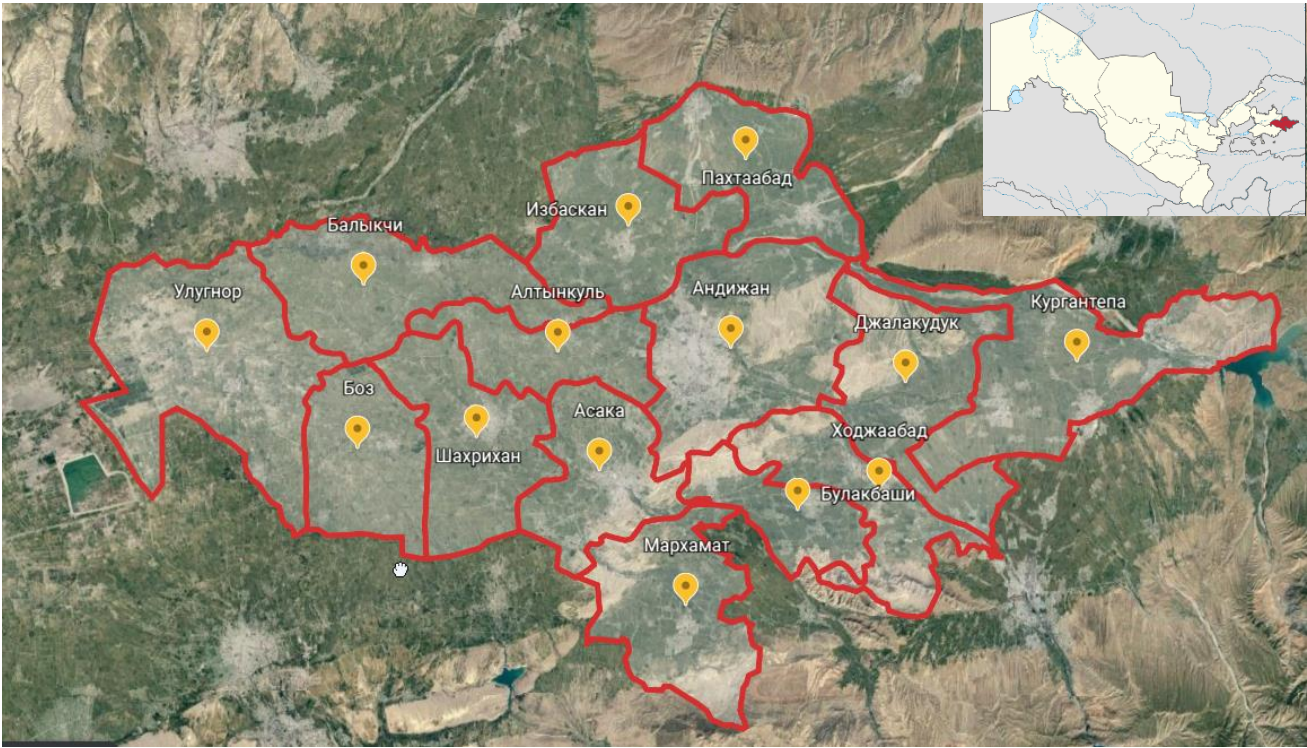 Пахтаабад
Избаскан
Балыкчи
Улугнор
Алтынкуль
Андижан
Кургантепа
Джалакудук
Боз
Асака
Ходжаабад
Шахрихан
Булакбаши
Мархамат